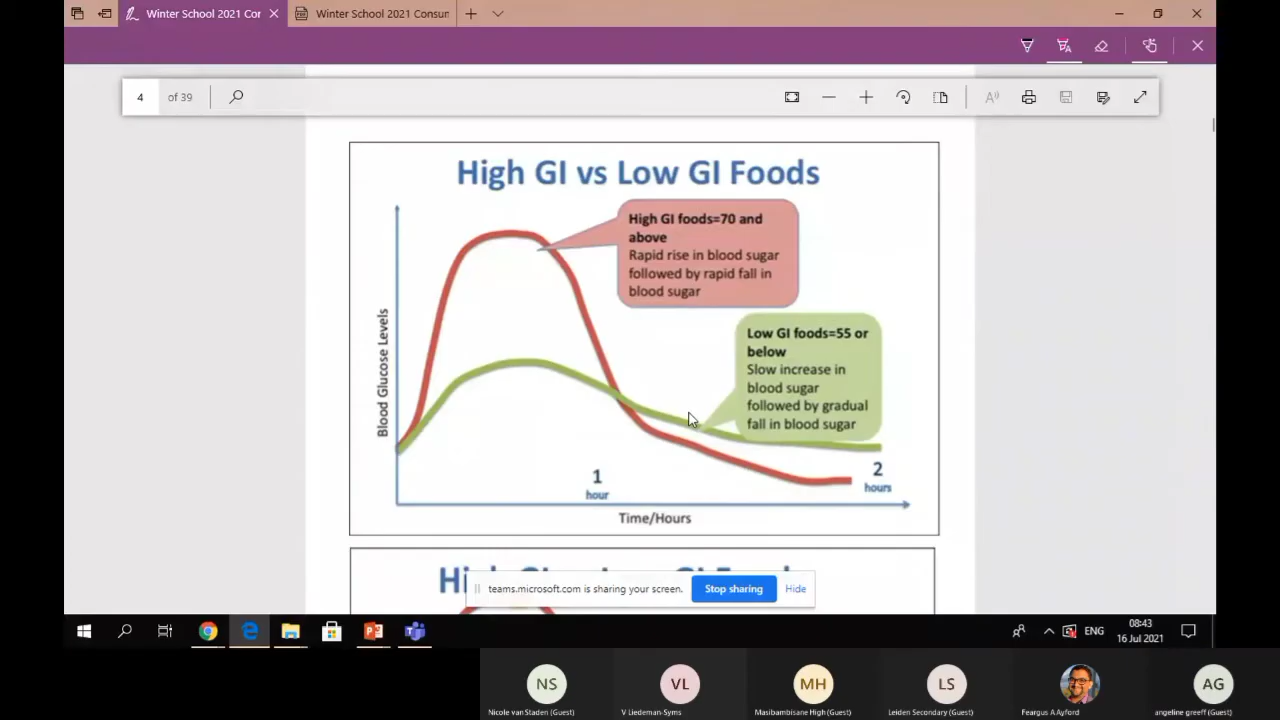 Winter School 2021 Cor
Winter School 2021 Consun
4 of 39
High GI vs Low GI Foods
High GI foods=70 and
above
Rapid rise in blood sugar
followed by rapid fall in
blood sugar
Low GI foods=55 or
below
Slow increase in
blood sugar
followed by gradual
fall in blood sugar
Blood Glucose Levels
1
hour
2
hours
Time/Hours
teams.microsoft.com is sharing your screen.
Stop sharing
Hide
ENG
08:43
16 Jul 2021
NS
VL
MH
LS
AG
Nicole van Staden (Guest)
V Liedeman-Syms
Masibambisane High (Guest)
Leiden Secondary (Guest)
Feargus A Ayford
angeline greeff (Guest)